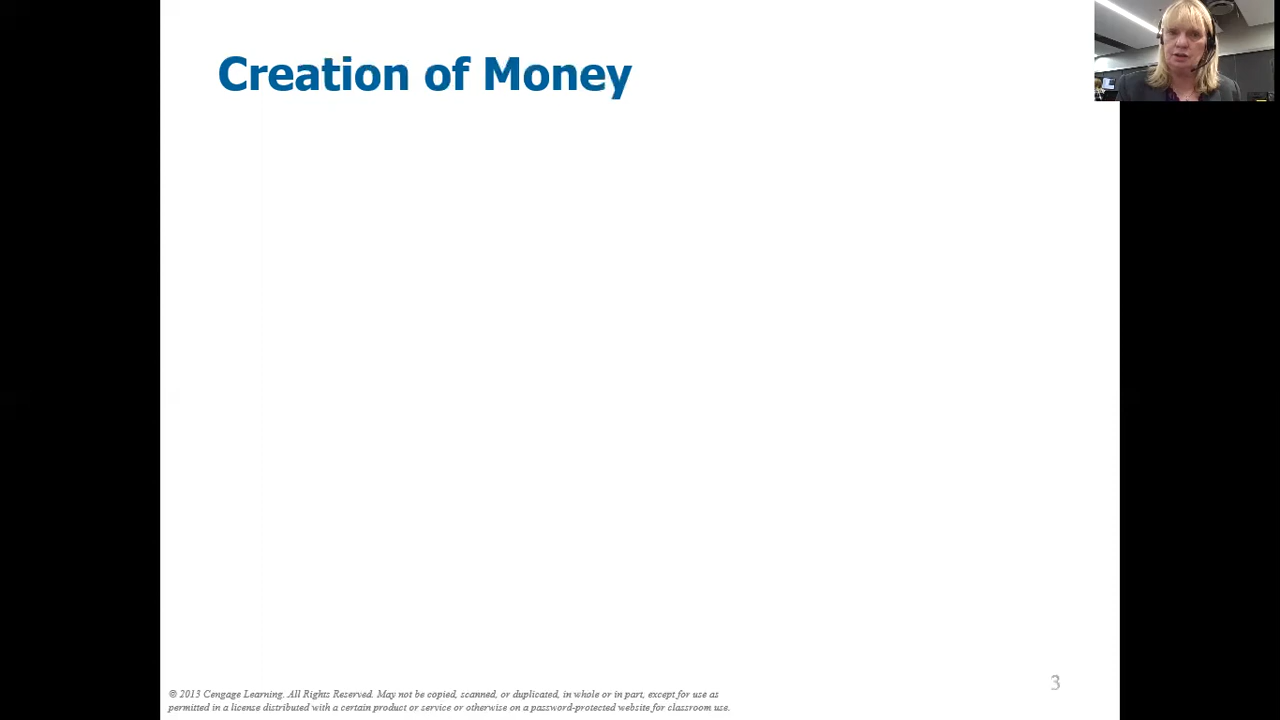 Creation of Money
© 2013 Cengage Learning. All Rights Reserved. May not be copied, scanned, or duplicated, in whole or in part, except for use as
permitted in a license distributed with a certain product or service or otherwise on a password-protected website for classroom use.
3